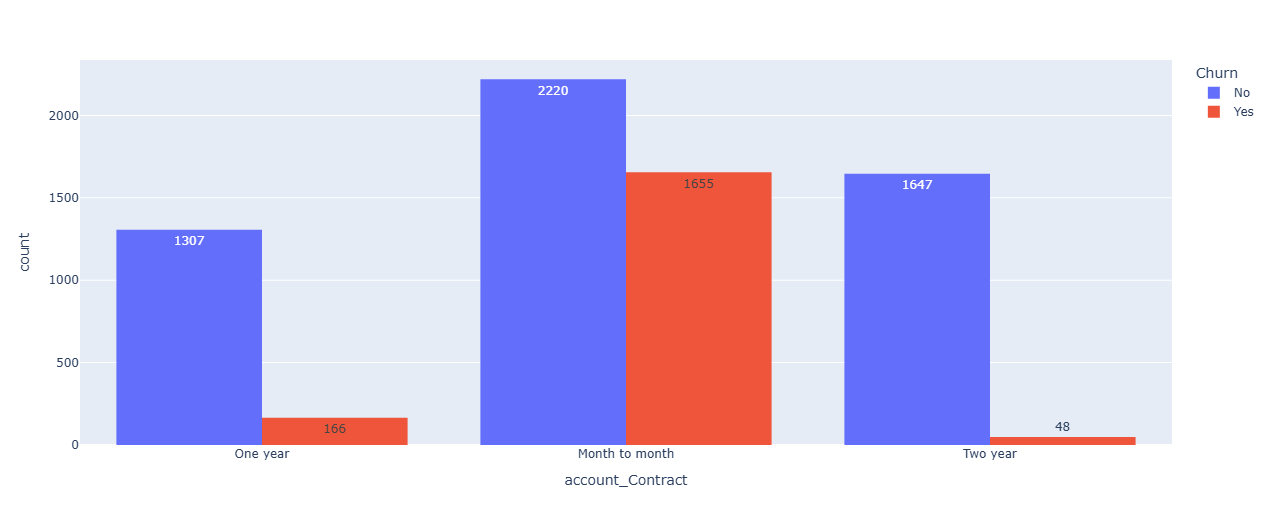 Churn
No
Yes
count
2000
1500
1000
500
0
1307
166
2220
1655
1647
48
One year
Month to month
Two year
account_Contract